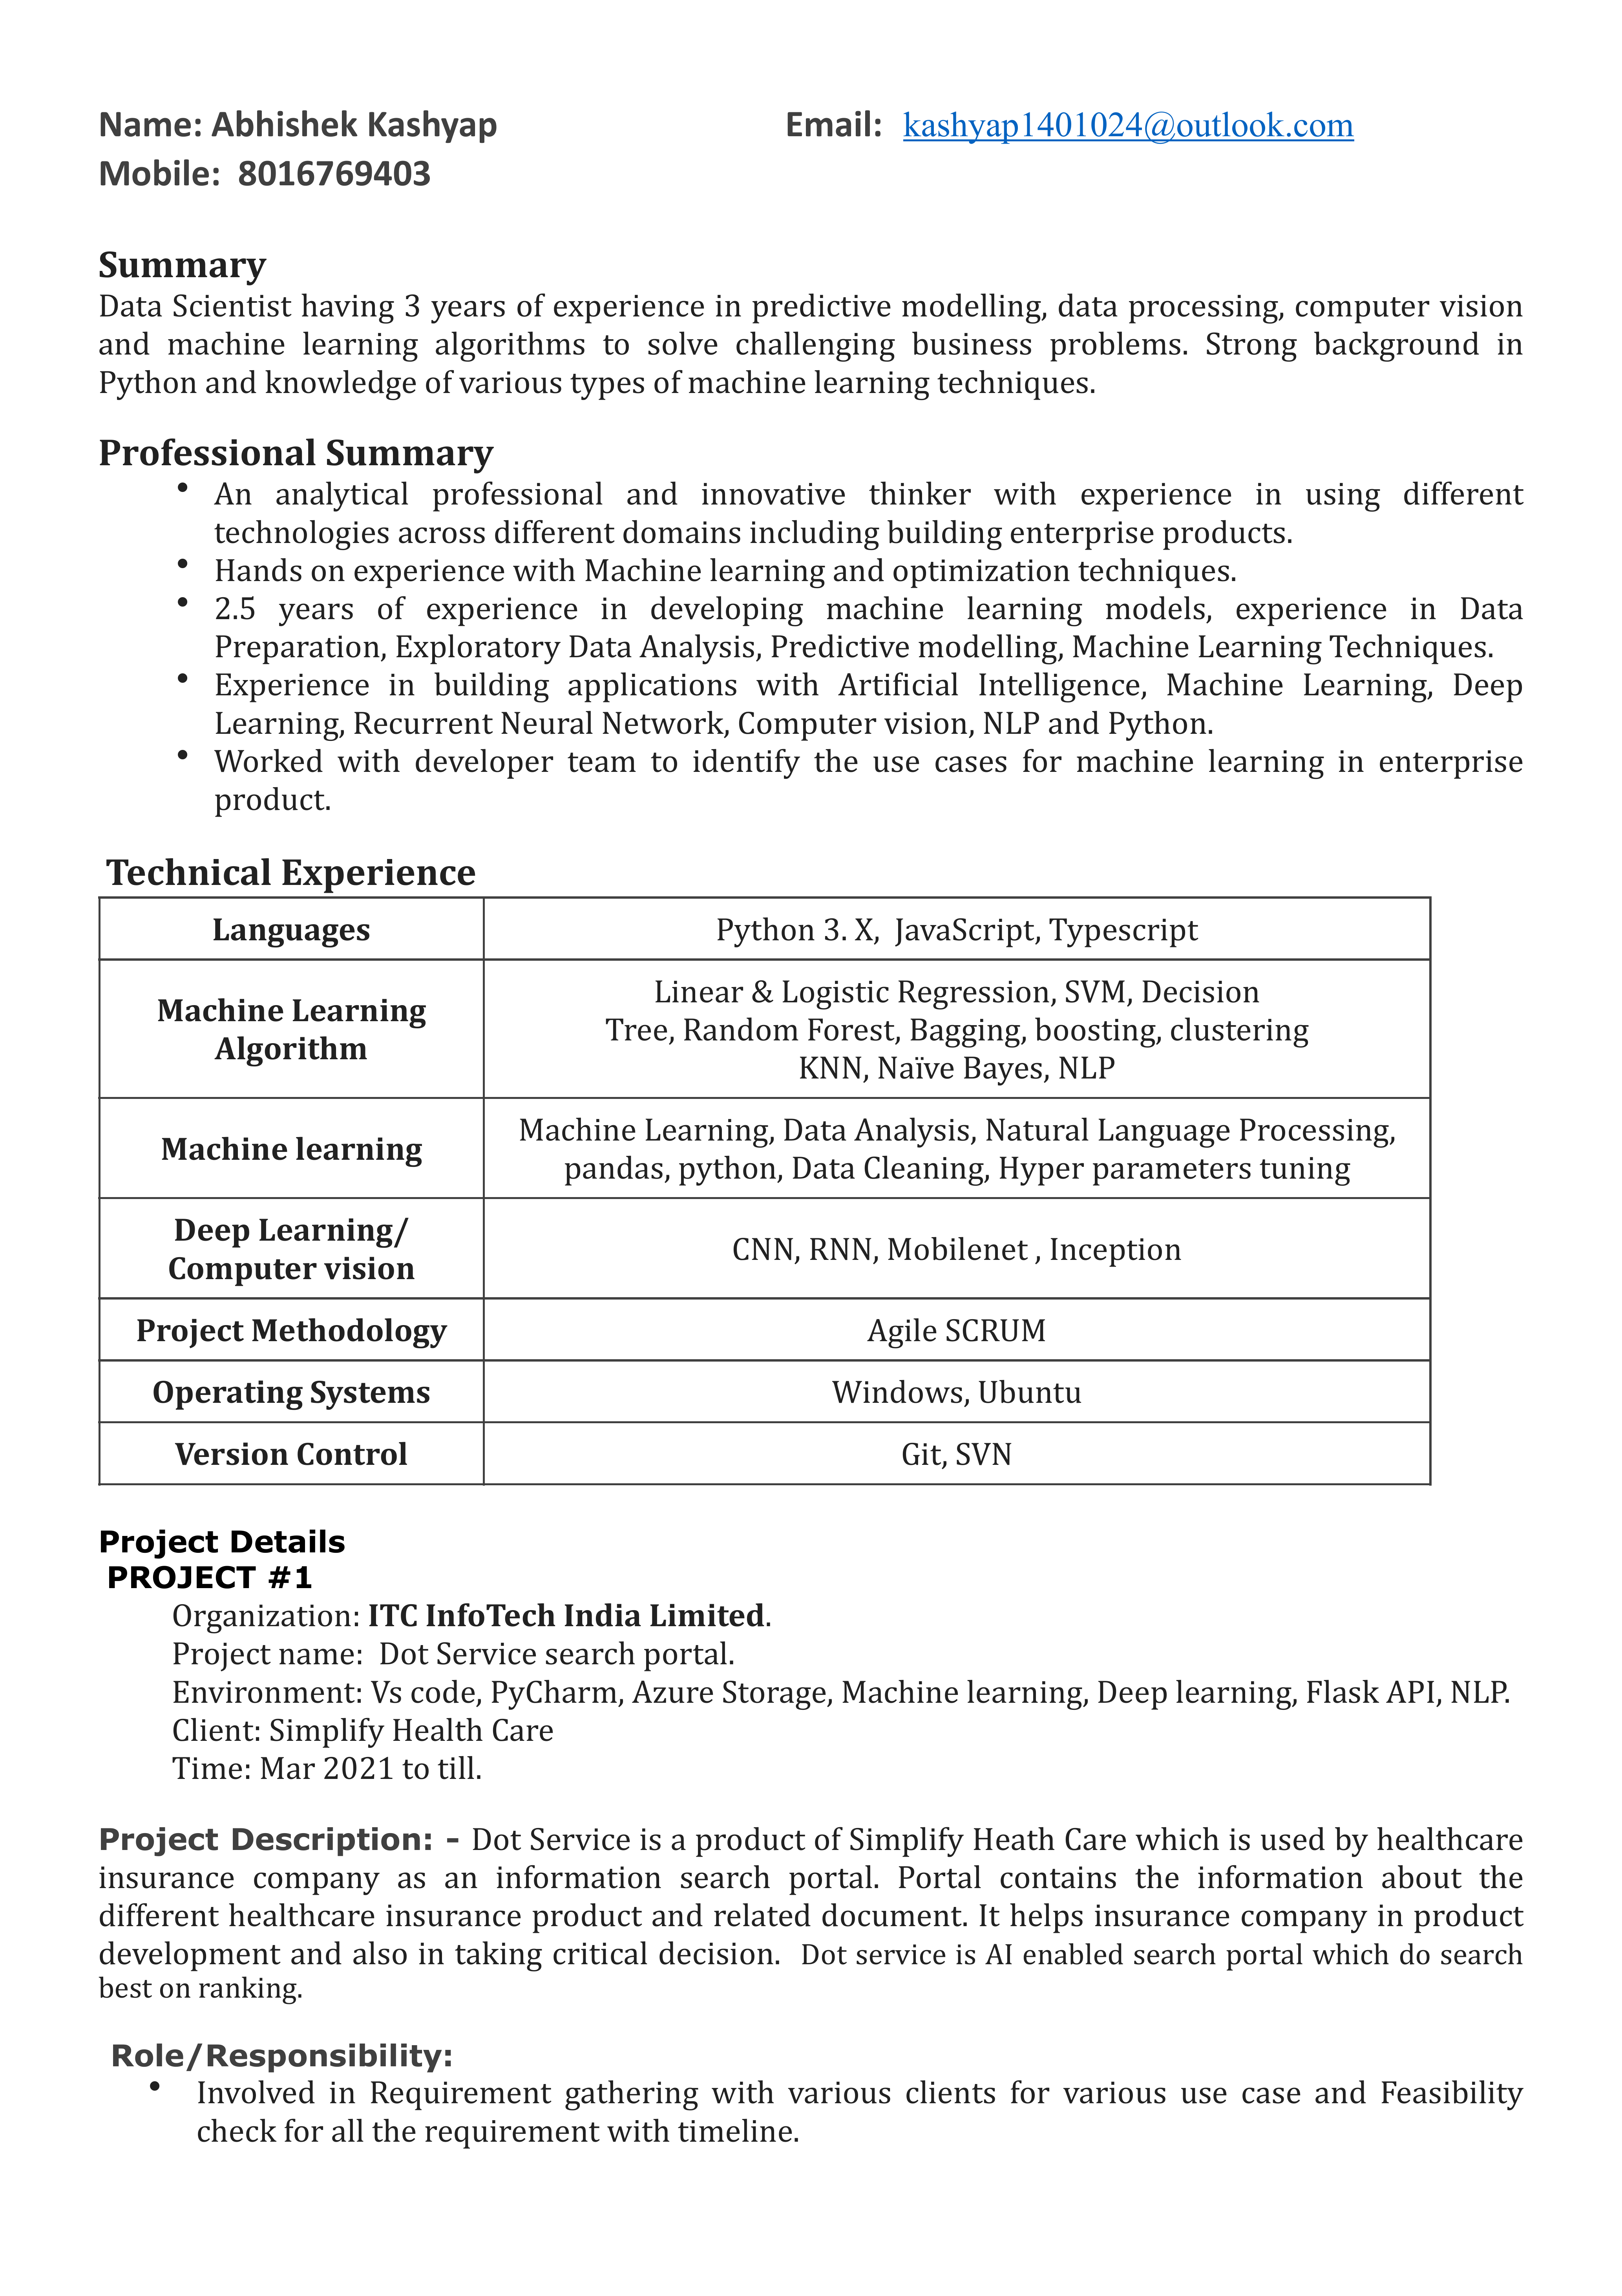 Name: Abhishek Kashyap Email: kashyap1401024@outlook.com
Mobile: 8016769403
Summary
Data Scientist having 3 years of experience in predictive modelling, data processing, computer vision
and machine learning algorithms to solve challenging business problems. Strong background in
Python and knowledge of various types of machine learning techniques.
Professional Summary
• An analytical professional and innovative thinker with experience in using different
technologies across different domains including building enterprise products.
• Hands on experience with Machine learning and optimization techniques.
• 2.5 years of experience in developing machine learning models, experience in Data
Preparation, Exploratory Data Analysis, Predictive modelling, Machine Learning Techniques.
• Experience in building applications with Artificial Intelligence, Machine Learning, Deep
Learning, Recurrent Neural Network, Computer vision, NLP and Python.
• Worked with developer team to identify the use cases for machine learning in enterprise
product.
Technical Experience
Languages Python 3. X, JavaScript, Typescript
Machine Learning
Algorithm
Linear & Logistic Regression, SVM, Decision
Tree, Random Forest, Bagging, boosting, clustering
KNN, Naïve Bayes, NLP
Machine learning
Machine Learning, Data Analysis, Natural Language Processing,
pandas, python, Data Cleaning, Hyper parameters tuning
Deep Learning/
Computer vision
CNN, RNN, Mobilenet , Inception
Project Methodology Agile SCRUM
Operating Systems Windows, Ubuntu
Version Control Git, SVN
Project Details
PROJECT #1
Organization: ITC InfoTech India Limited.
Project name: Dot Service search portal.
Environment: Vs code, PyCharm, Azure Storage, Machine learning, Deep learning, Flask API, NLP.
Client: Simplify Health Care
Time: Mar 2021 to till.
Project Description: - Dot Service is a product of Simplify Heath Care which is used by healthcare
insurance company as an information search portal. Portal contains the information about the
different healthcare insurance product and related document. It helps insurance company in product
development and also in taking critical decision. Dot service is AI enabled search portal which do search
best on ranking.
Role/Responsibility:
• Involved in Requirement gathering with various clients for various use case and Feasibility
check for all the requirement with timeline.